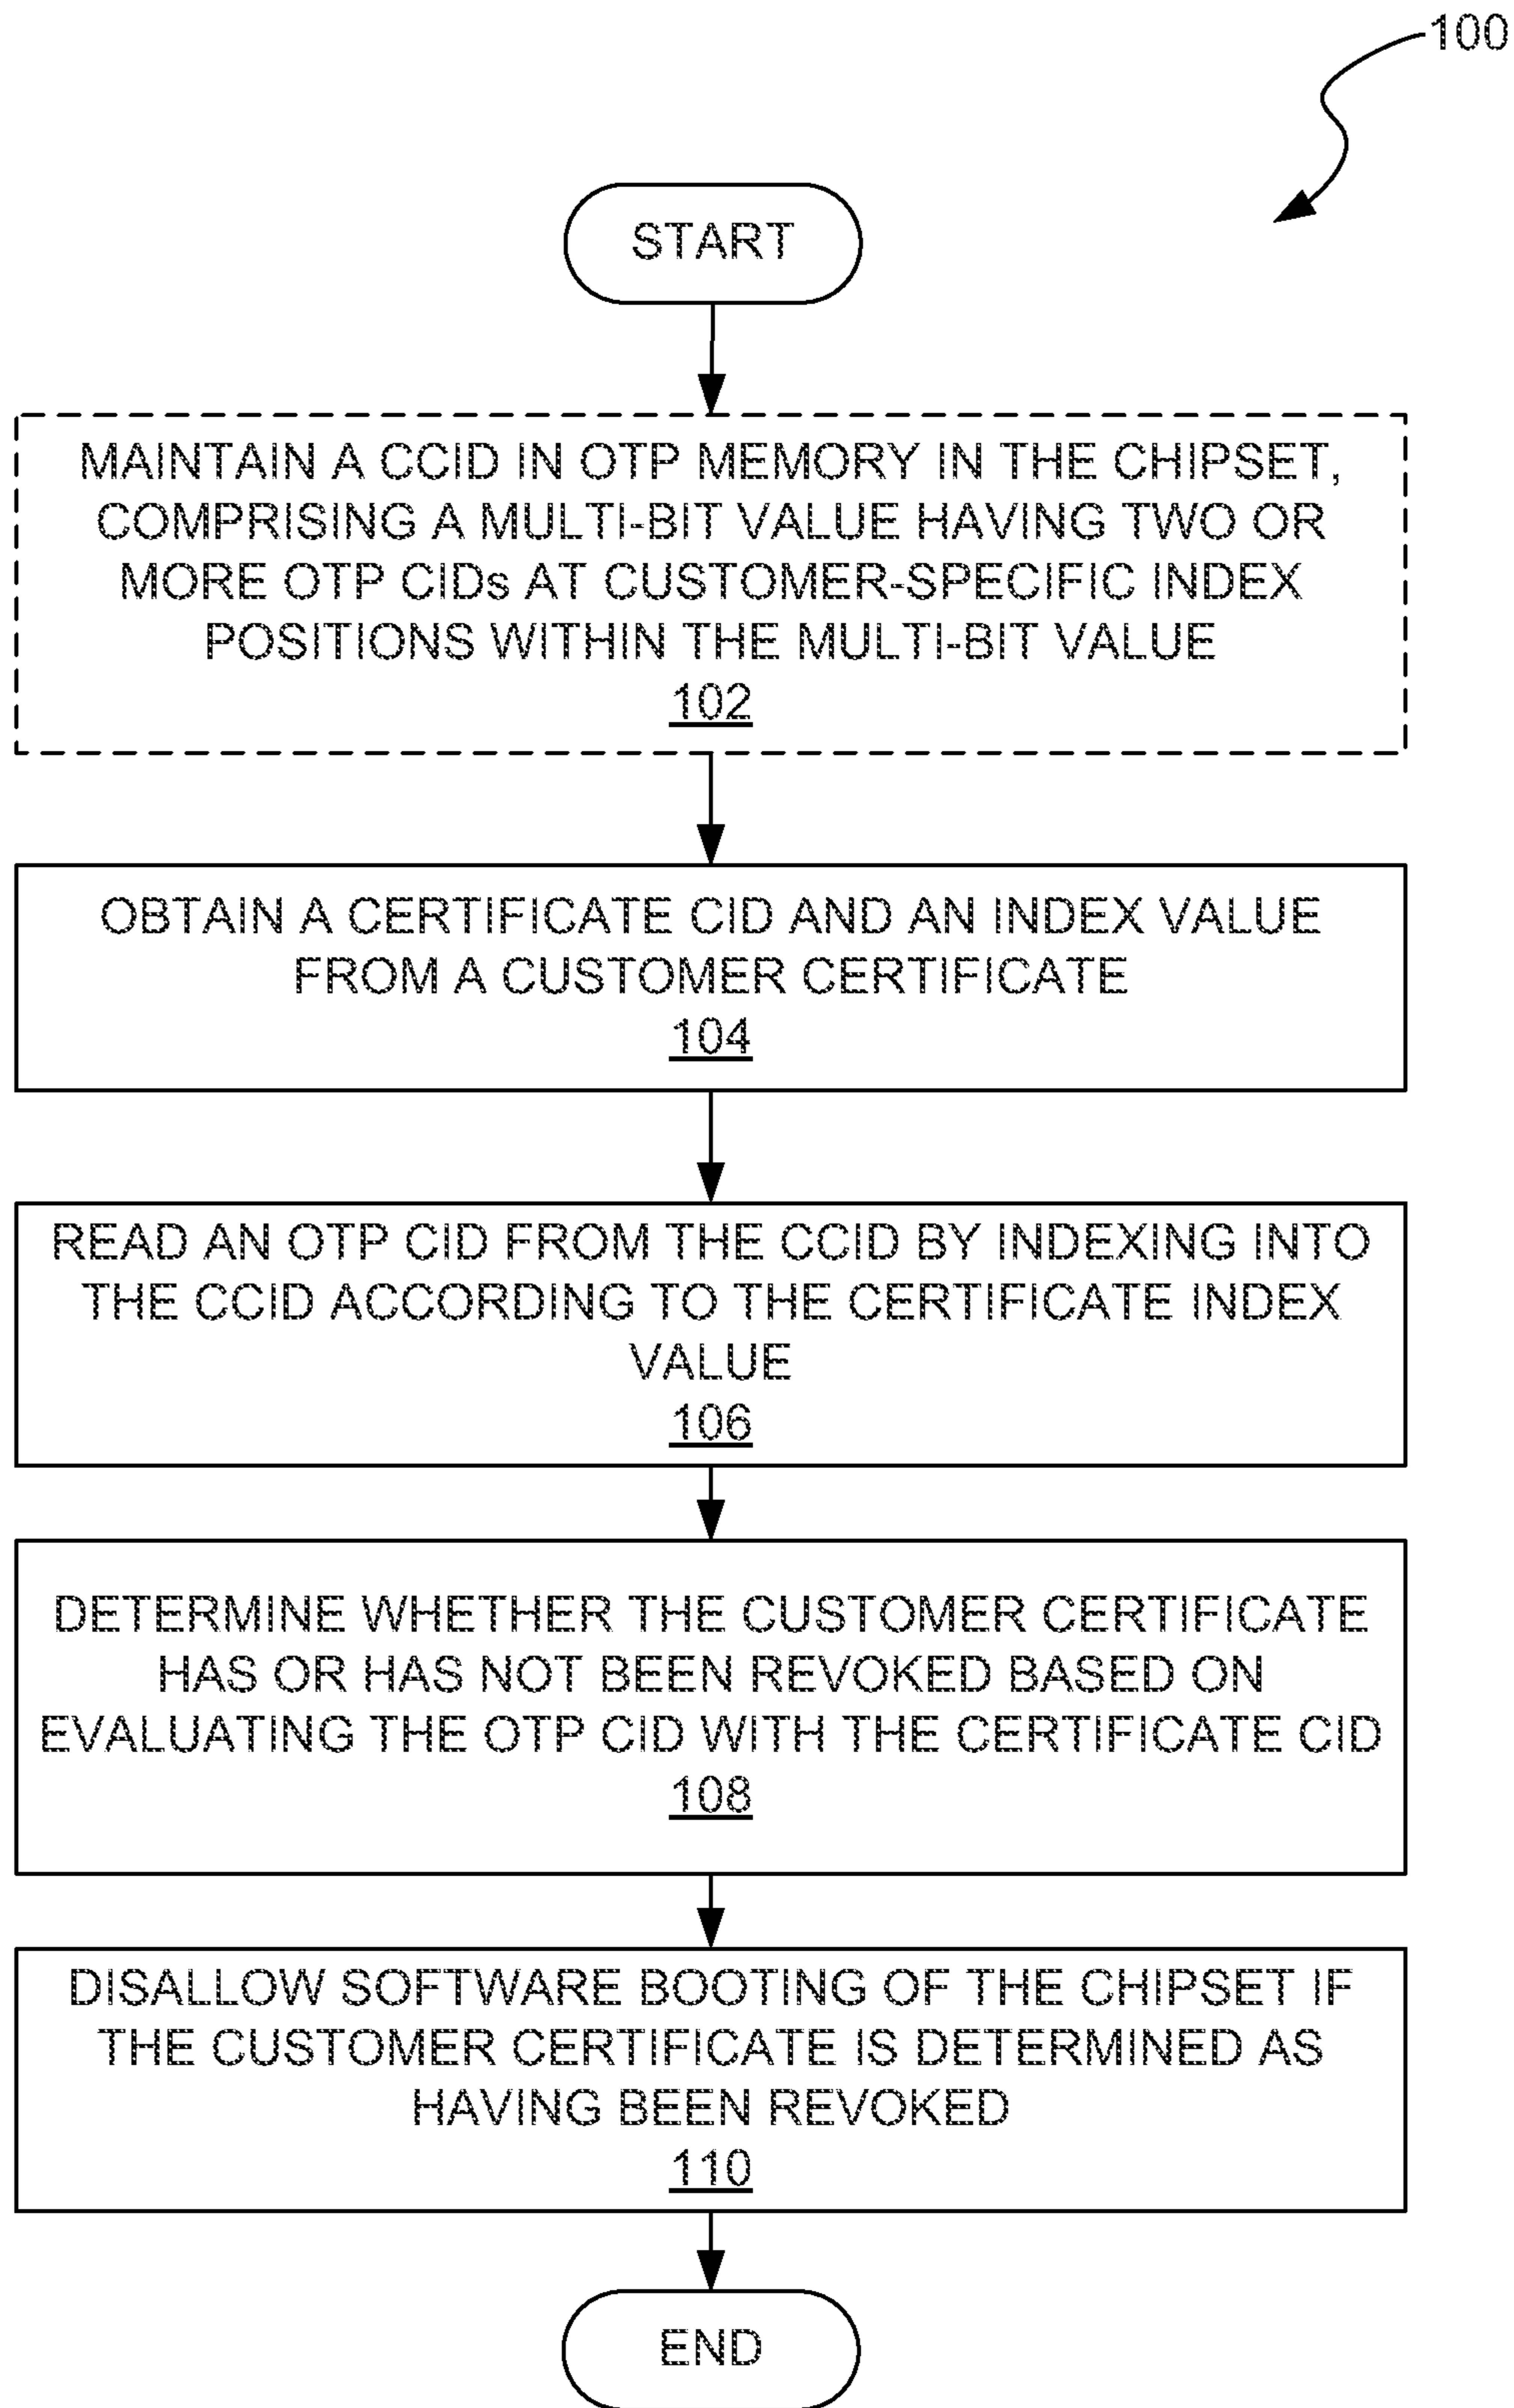 100
START
MAINTAIN A CCID IN OTP MEMORY IN THE CHIPSET,
COMPRISING A MULTI-BIT VALUE HAVING TWO OR
MORE OTP CIDs AT CUSTOMER-SPECIFIC INDEX
POSITIONS WITHIN THE MULTI-BIT VALUE
102
OBTAIN A CERTIFICATE CID AND AN INDEX VALUE
FROM A CUSTOMER CERTIFICATE
104
READ AN OTP CID FROM THE CCID BY INDEXING INTO
THE CCID ACCORDING TO THE CERTIFICATE INDEX
VALUE
106
DETERMINE WHETHER THE CUSTOMER CERTIFICATE
HAS OR HAS NOT BEEN REVOKED BASED ON
EVALUATING THE OTP CID WITH THE CERTIFICATE CID
108
DISALLOW SOFTWARE BOOTING OF THE CHIPSET IF
THE CUSTOMER CERTIFICATE IS DETERMINED AS
HAVING BEEN REVOKED
110
END